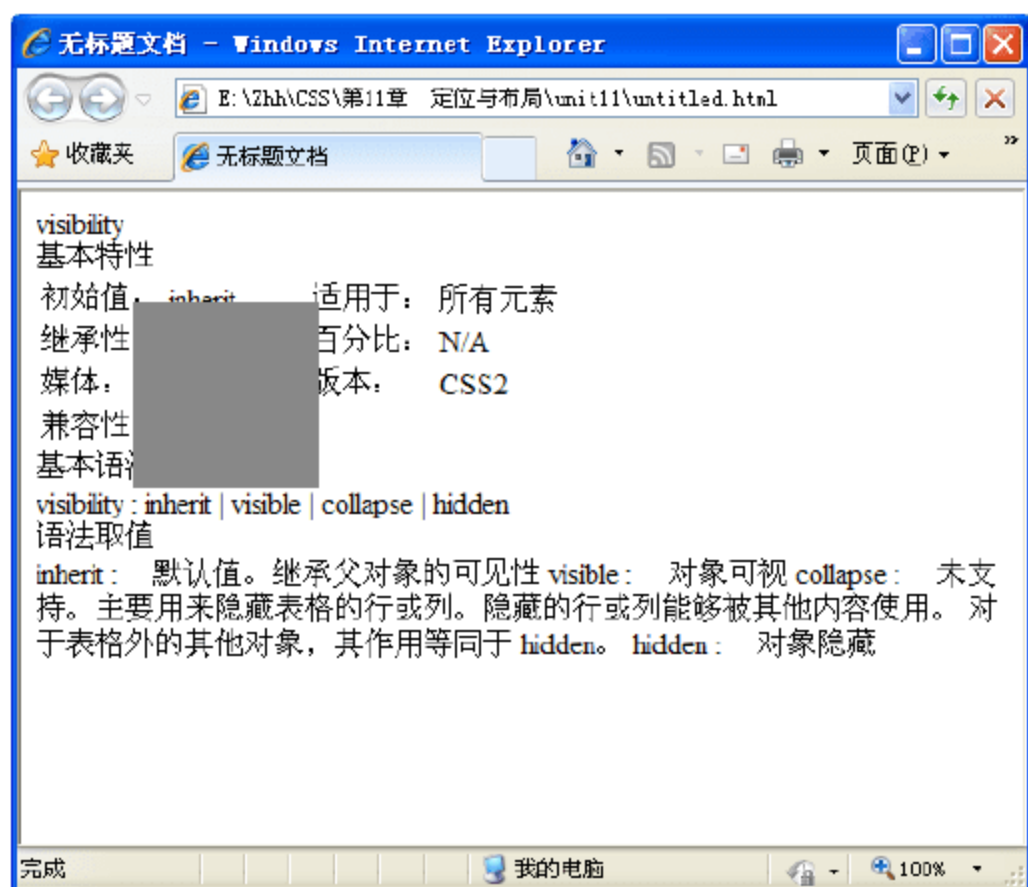 无标题文档 - Windows Internet Explorer
E:\Zhh\CSS\第11章 定位与布局\unit11\untitled.html
收藏夹 无标题文档 页面(P)
visibility
基本特性
初始值： inherit 适用于： 所有元素
继承性 百分比： N/A
媒体： 版本： CSS2
兼容性
基本语
visibility : inherit | visible | collapse | hidden
语法取值
inherit : 默认值。继承父对象的可见性 visible : 对象可视 collapse : 未支
持。主要用来隐藏表格的行或列。隐藏的行或列能够被其他内容使用。 对
于表格外的其他对象，其作用等同于 hidden。 hidden : 对象隐藏
完成 我的电脑 100%